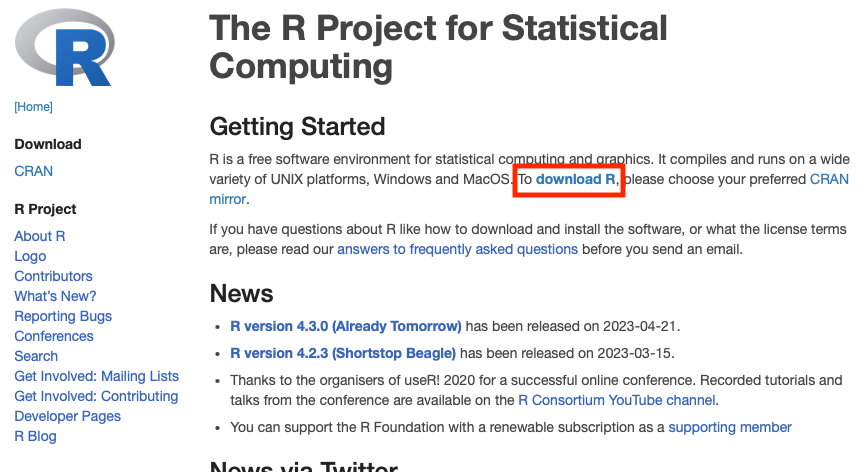 R
The R Project for Statistical
Computing
[Home]
Download
CRAN
R Project
About R
Logo
Contributors
What's New?
Reporting Bugs
Conferences
Search
Get Involved: Mailing Lists
Get Involved: Contributing
Developer Pages
R Blog
Getting Started
R is a free software environment for statistical computing and graphics. It compiles and runs on a wide
variety of UNIX platforms, Windows and MacOS. To download R, please choose your preferred CRAN
mirror.
If you have questions about R like how to download and install the software, or what the license terms
are, please read our answers to frequently asked questions before you send an email.
News
• R version 4.3.0 (Already Tomorrow) has been released on 2023-04-21.
• R version 4.2.3 (Shortstop Beagle) has been released on 2023-03-15.
• Thanks to the organisers of useR! 2020 for a successful online conference. Recorded tutorials and
talks from the conference are available on the R Consortium YouTube channel.
• You can support the R Foundation with a renewable subscription as a supporting member
News via Twitter